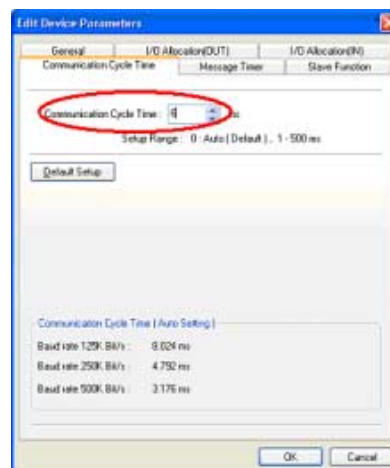 Edit Device Parameters
General I/O Allocation(OUT) I/O Allocation(IN)
Communication Cycle Time Message Timer Slave Function
Communication Cycle Time : 6 ms
Setup Range : 0 : Auto ( Default ) , 1 - 500 ms
Default Setup
Communication Cycle Time ( Auto Setting )
Baud rate 125K Bit/s : 8.024 ms
Baud rate 250K Bit/s : 4.792 ms
Baud rate 500K Bit/s : 3.176 ms
OK Cancel